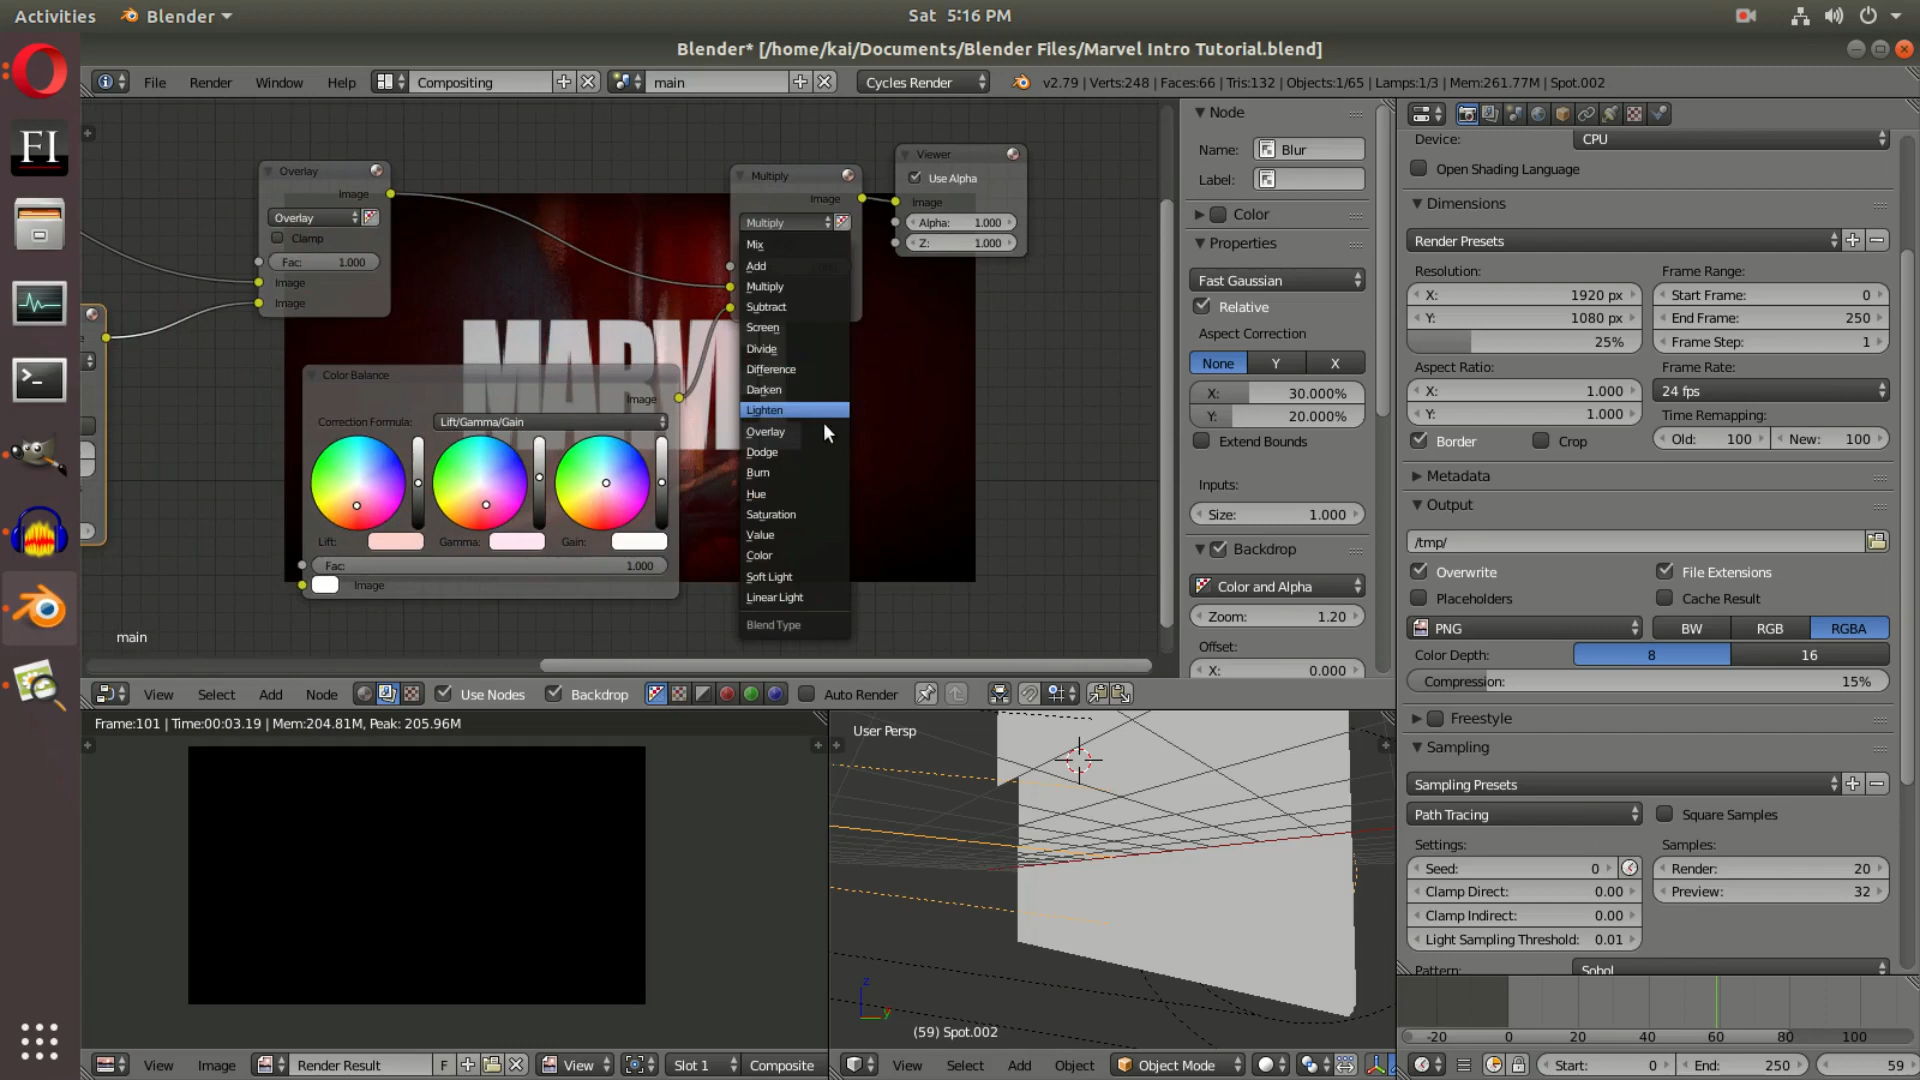 Activities
Blender
Sat 5:16 PM
Blender* [/home/kai/Documents/Blender Files/Marvel Intro Tutorial.blend]
File Render Window Help
Compositing
main
Cycles Render
v2.79 | Verts:248 | Faces:66 | Tris:132 | Objects:1/65 | Lamps:1/3 | Mem:261.77M | Spot.002
FI
Overlay
Image
Overlay
Clamp
Fac: 1.000
Image
Image
MARV
Multiply
Image
Multiply
Mix
Add
Multiply
Subtract
Screen
Divide
Difference
Darken
Lighten
Overlay
Dodge
Burn
Hue
Saturation
Value
Color
Soft Light
Linear Light
Blend Type
Viewer
Use Alpha
Image
Alpha: 1.000
Z: 1.000
Color Balance
Image
Correction Formula: Lift/Gamma/Gain
Lift: Gamma: Gain:
Fac: 1.000
Image
main
Node
Name: Blur
Label:
Color
Properties
Fast Gaussian
Relative
Aspect Correction
None Y X
X: 30.000%
Y: 20.000%
Extend Bounds
Inputs:
Size: 1.000
Backdrop
Color and Alpha
Zoom: 1.20
Offset:
X: 0.000
View Select Add Node
Use Nodes
Backdrop
Auto Render
Frame:101 | Time:00:03.19 | Mem:204.81M, Peak: 205.96M
View Image
Render Result
F
View
Slot 1
Composite
User Persp
z
y
(59) Spot.002
View Select Add Object
Object Mode
Device: CPU
Open Shading Language
Dimensions
Render Presets
Resolution:
X: 1920 px
Y: 1080 px
25%
Aspect Ratio:
X: 1.000
Y: 1.000
Border
Crop
Frame Range:
Start Frame: 0
End Frame: 250
Frame Step: 1
Frame Rate:
24 fps
Time Remapping:
Old: 100 New: 100
Metadata
Output
/tmp/
Overwrite
File Extensions
Placeholders
Cache Result
PNG
BW RGB RGBA
Color Depth: 8 16
Compression: 15%
Freestyle
Sampling
Sampling Presets
Path Tracing
Square Samples
Settings:
Seed: 0
Clamp Direct: 0.00
Clamp Indirect: 0.00
Light Sampling Threshold: 0.01
Samples:
Render: 20
Preview: 32
Pattern: Sobol
-20 0 20 40 60 80 100
Start: 0
End: 250
59